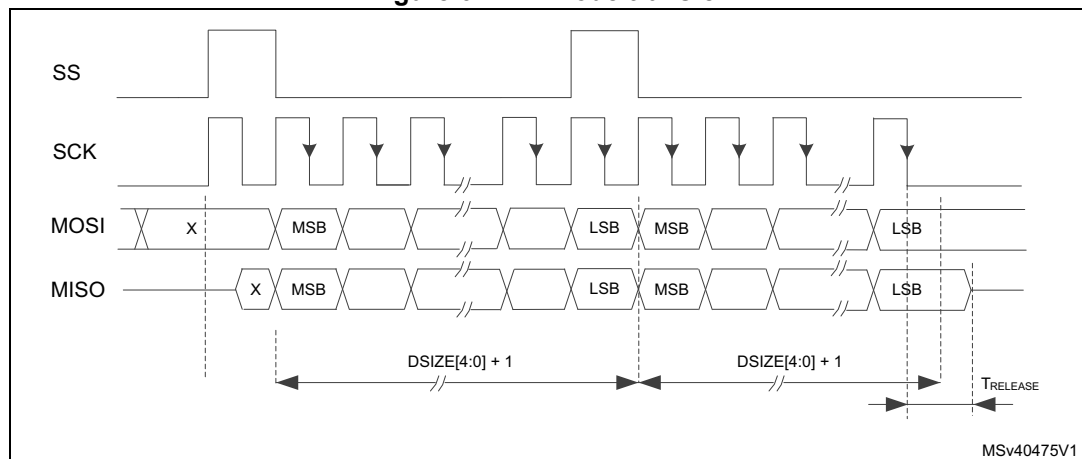 SS
SCK
MOSI X MSB LSB MSB LSB
MISO X MSB LSB MSB LSB
DSIZE[4:0] + 1 DSIZE[4:0] + 1
TRELEASE
MSv40475V1